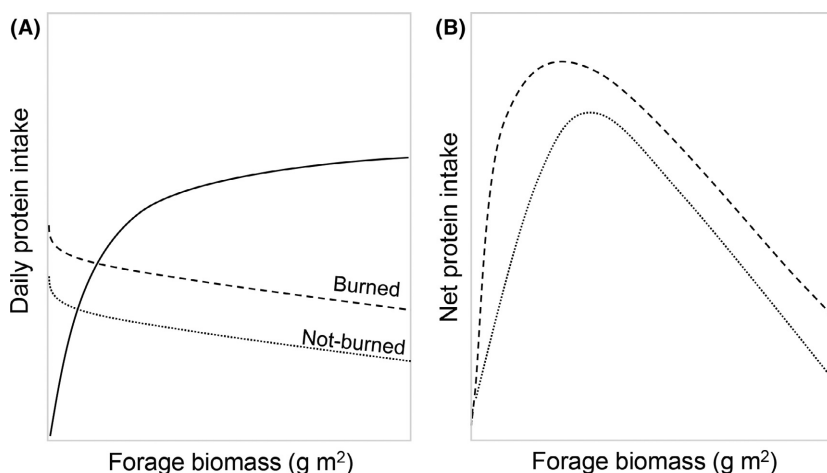 (A)
Daily protein intake
Burned
Not-burned
Forage biomass (g m²)
(B)
Net protein intake
Forage biomass (g m²)